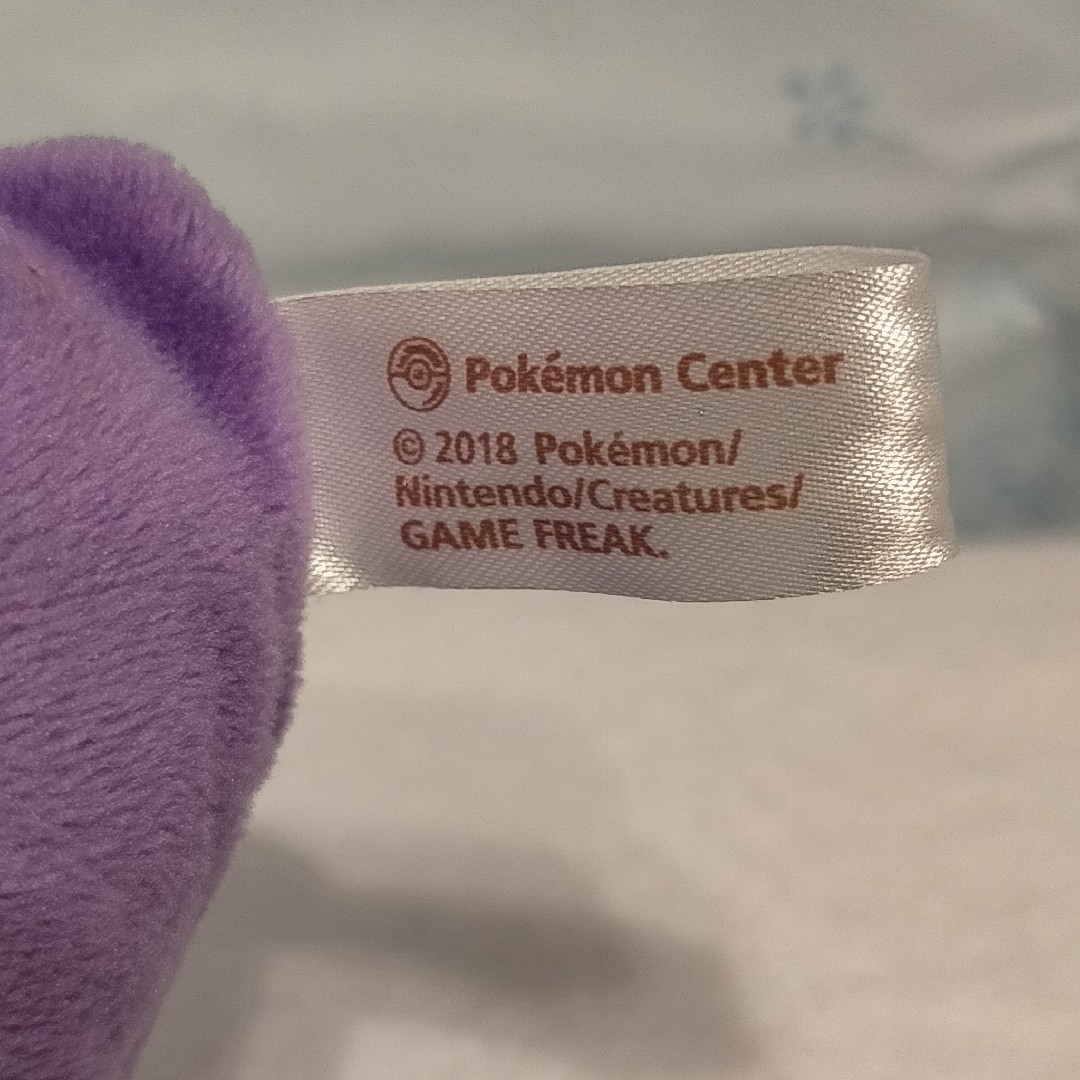 Pokémon Center
© 2018 Pokémon/
Nintendo/Creatures/
GAME FREAK.